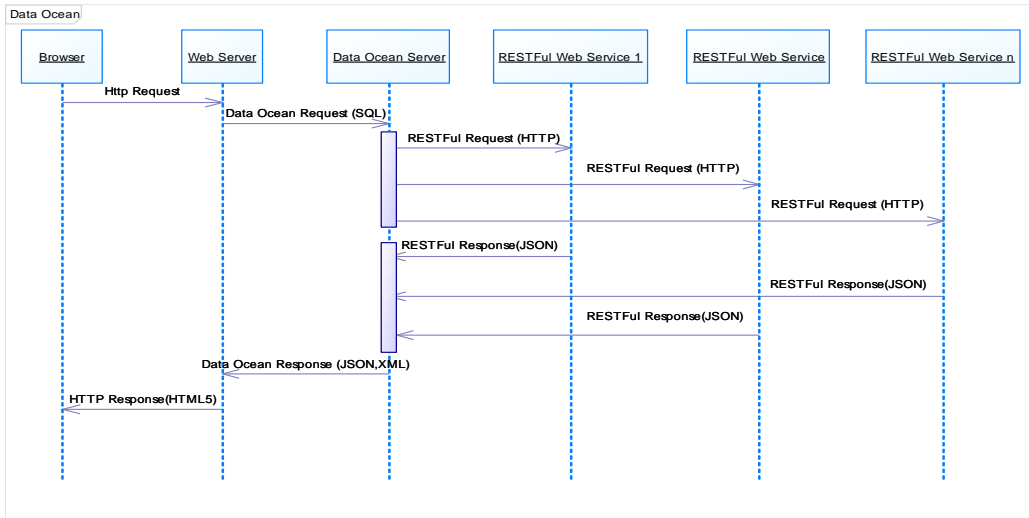 Data Ocean
Browser
Web Server
Data Ocean Server
RESTFul Web Service 1
RESTFul Web Service
RESTFul Web Service n
Http Request
Data Ocean Request (SQL)
RESTFul Request (HTTP)
RESTFul Request (HTTP)
RESTFul Request (HTTP)
RESTFul Response(JSON)
RESTFul Response(JSON)
RESTFul Response(JSON)
Data Ocean Response (JSON,XML)
HTTP Response(HTML5)